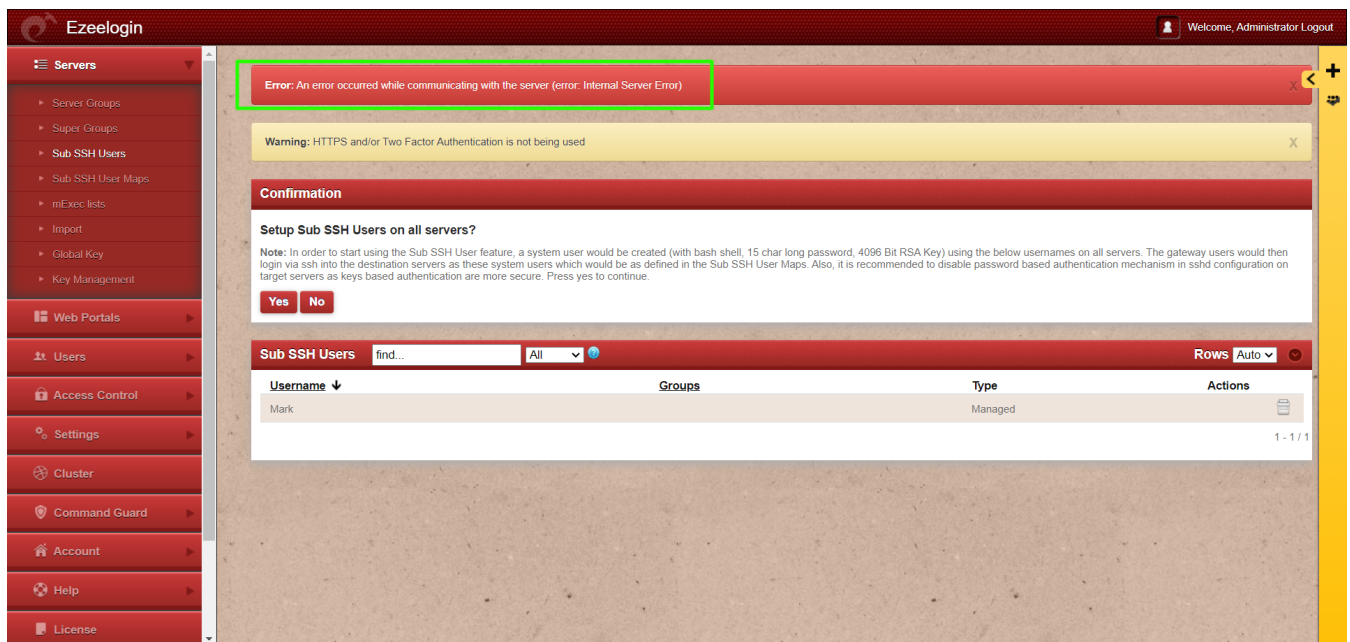 Ezeelogin
Welcome, Administrator Logout
Servers
Server Groups
Super Groups
Sub SSH Users
Sub SSH User Maps
mExec lists
Import
Global Key
Key Management
Web Portals
Users
Access Control
Settings
Cluster
Command Guard
Account
Help
License
Error: An error occurred while communicating with the server (error: Internal Server Error)
X
Warning: HTTPS and/or Two Factor Authentication is not being used
X
Confirmation
Setup Sub SSH Users on all servers?
Note: In order to start using the Sub SSH User feature, a system user would be created (with bash shell, 15 char long password, 4096 Bit RSA Key) using the below usernames on all servers. The gateway users would then
login via ssh into the destination servers as these system users which would be as defined in the Sub SSH User Maps. Also, it is recommended to disable password based authentication mechanism in sshd configuration on
target servers as keys based authentication are more secure. Press yes to continue.
Yes No
Sub SSH Users find... All Rows Auto
Username Groups Type Actions
Mark Managed
1 - 1 / 1